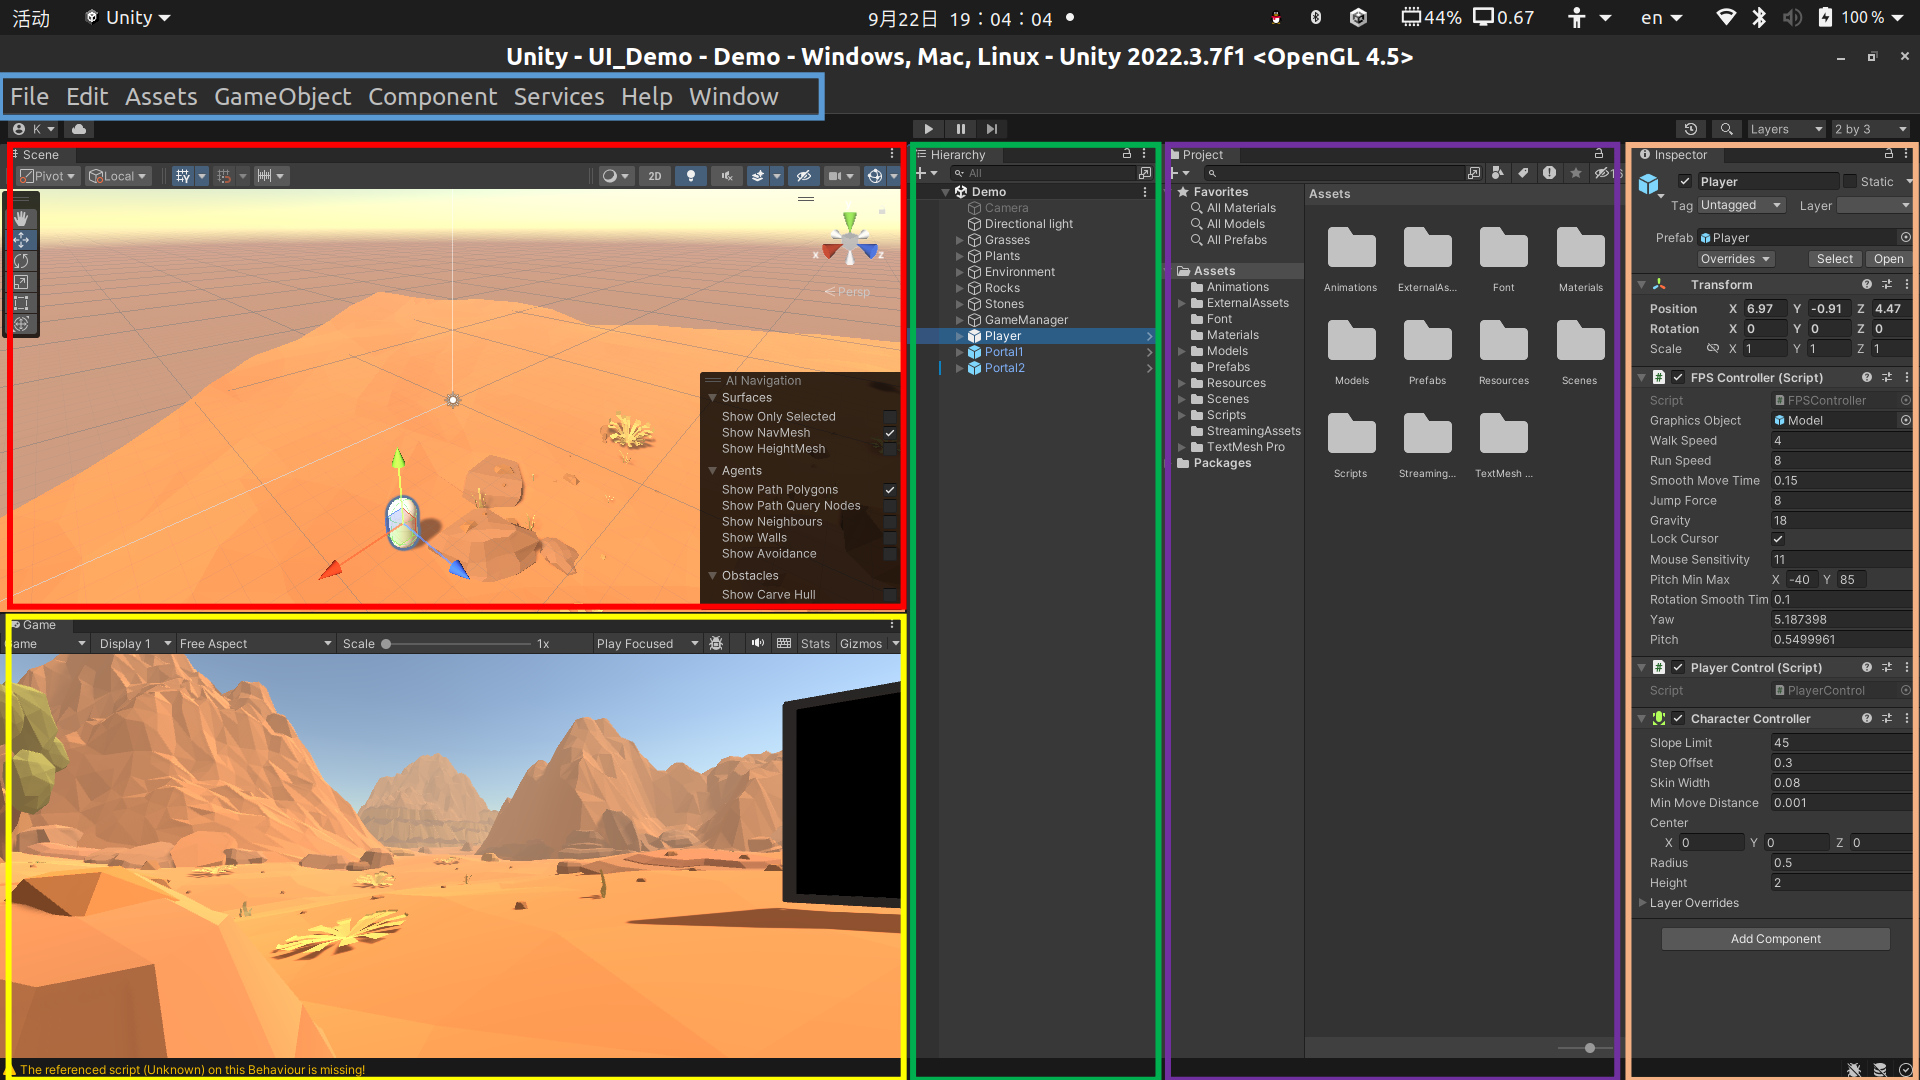 活动
Unity
9月22日 19:04:04
44%
0.67
en
100 %
Unity - UI_Demo - Demo - Windows, Mac, Linux - Unity 2022.3.7f1 <OpenGL 4.5>
File Edit Assets GameObject Component Services Help Window
K
Layers
2 by 3
Scene
Pivot
Local
2D
X
Z
Persp
AI Navigation
Surfaces
Show Only Selected
Show NavMesh
Show HeightMesh
Agents
Show Path Polygons
Show Path Query Nodes
Show Neighbours
Show Walls
Show Avoidance
Obstacles
Show Carve Hull
Game
ame
Display 1
Free Aspect
Scale
1x
Play Focused
Stats
Gizmos
The referenced script (Unknown) on this Behaviour is missing!
Hierarchy
All
Demo
Camera
Directional light
Grasses
Plants
Environment
Rocks
Stones
GameManager
Player
Portal1
Portal2
Project
16
Favorites
All Materials
All Models
All Prefabs
Assets
Animations
ExternalAssets
Font
Materials
Models
Prefabs
Resources
Scenes
Scripts
StreamingAssets
TextMesh Pro
Packages
Assets
Animations ExternalAs... Font Materials
Models Prefabs Resources Scenes
Scripts Streaming... TextMesh ...
Inspector
Player
Static
Tag Untagged Layer
Prefab Player
Overrides Select Open
Transform
Position X 6.97 Y -0.91 Z 4.47
Rotation X 0 Y 0 Z 0
Scale X 1 Y 1 Z 1
FPS Controller (Script)
Script FPSController
Graphics Object Model
Walk Speed 4
Run Speed 8
Smooth Move Time 0.15
Jump Force 8
Gravity 18
Lock Cursor
Mouse Sensitivity 11
Pitch Min Max X -40 Y 85
Rotation Smooth Tim 0.1
Yaw 5.187398
Pitch 0.5499961
Player Control (Script)
Script PlayerControl
Character Controller
Slope Limit 45
Step Offset 0.3
Skin Width 0.08
Min Move Distance 0.001
Center
X 0 Y 0 Z 0
Radius 0.5
Height 2
Layer Overrides
Add Component